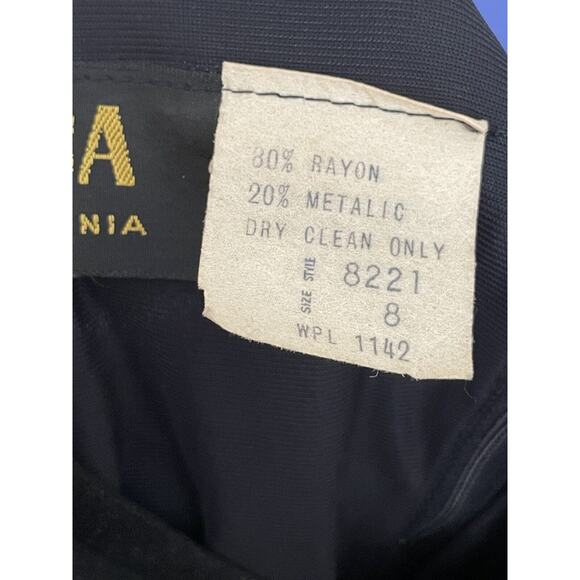 A
NIA
80% RAYON
20% METALIC
DRY CLEAN ONLY
STYLE 8221
SIZE 8
WPL 1142